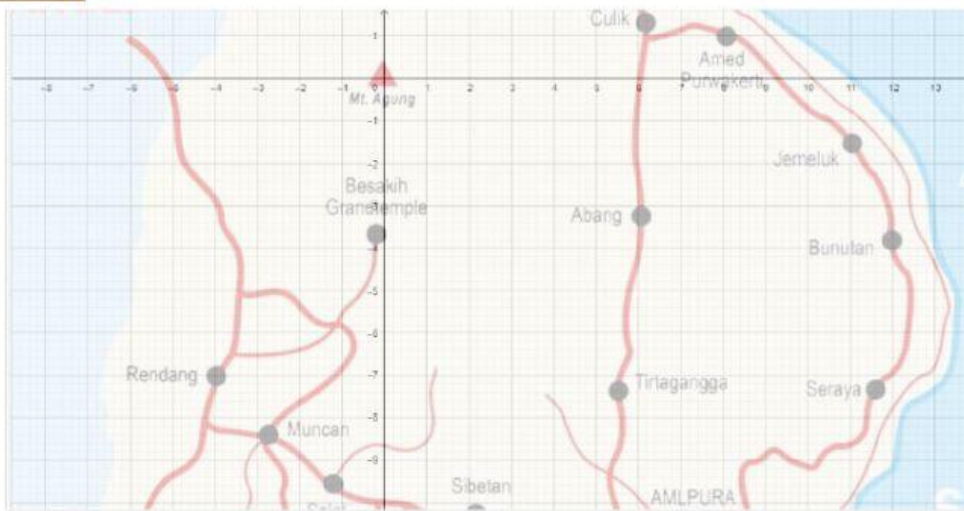 Culik
Amed
Purwakerti
Mt. Agung
Jemeluk
Besakih
Abang
Bunutan
Rendang
Tirtagangga
Seraya
Muncan
Sibetan
AMLPURA
1
-8
-7
-6
-5
-4
-3
-2
-1
0
1
2
3
4
5
6
7
8
9
10
11
12
13
-1
-2
-3
-4
-5
-6
-7
-8
-9